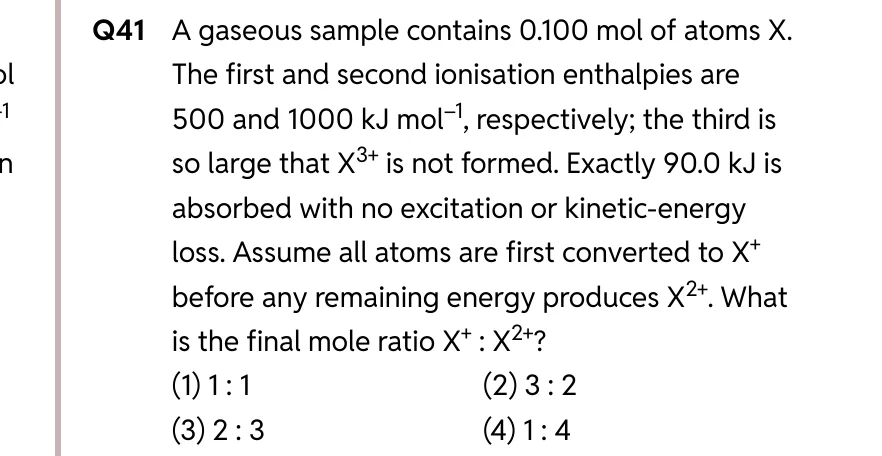 Q41 A gaseous sample contains 0.100 mol of atoms X.
The first and second ionisation enthalpies are
500 and 1000 kJ mol⁻¹, respectively; the third is
so large that X³⁺ is not formed. Exactly 90.0 kJ is
absorbed with no excitation or kinetic-energy
loss. Assume all atoms are first converted to X⁺
before any remaining energy produces X²⁺. What
is the final mole ratio X⁺ : X²⁺?
(1) 1 : 1 (2) 3 : 2
(3) 2 : 3 (4) 1 : 4